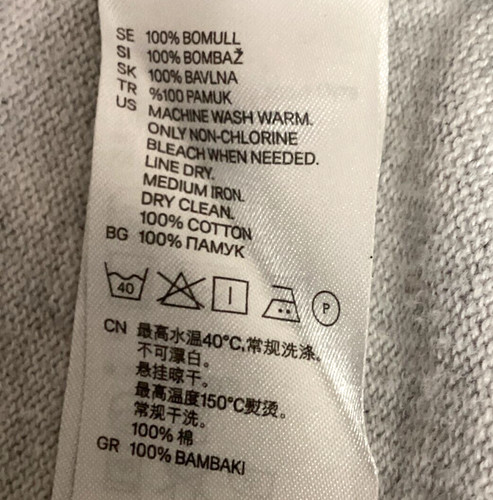 SE 100% BOMULL
SI 100% BOMBAŽ
SK 100% BAVLNA
TR %100 PAMUK
US MACHINE WASH WARM.
ONLY NON-CHLORINE
BLEACH WHEN NEEDED.
LINE DRY.
MEDIUM IRON.
DRY CLEAN.
100% COTTON
BG 100% ПАМУК
40 P
CN 最高水温40°C,常规洗涤。
不可漂白。
悬挂晾干。
最高温度150°C熨烫。
常规干洗。
100% 棉
GR 100% BAMBAKI